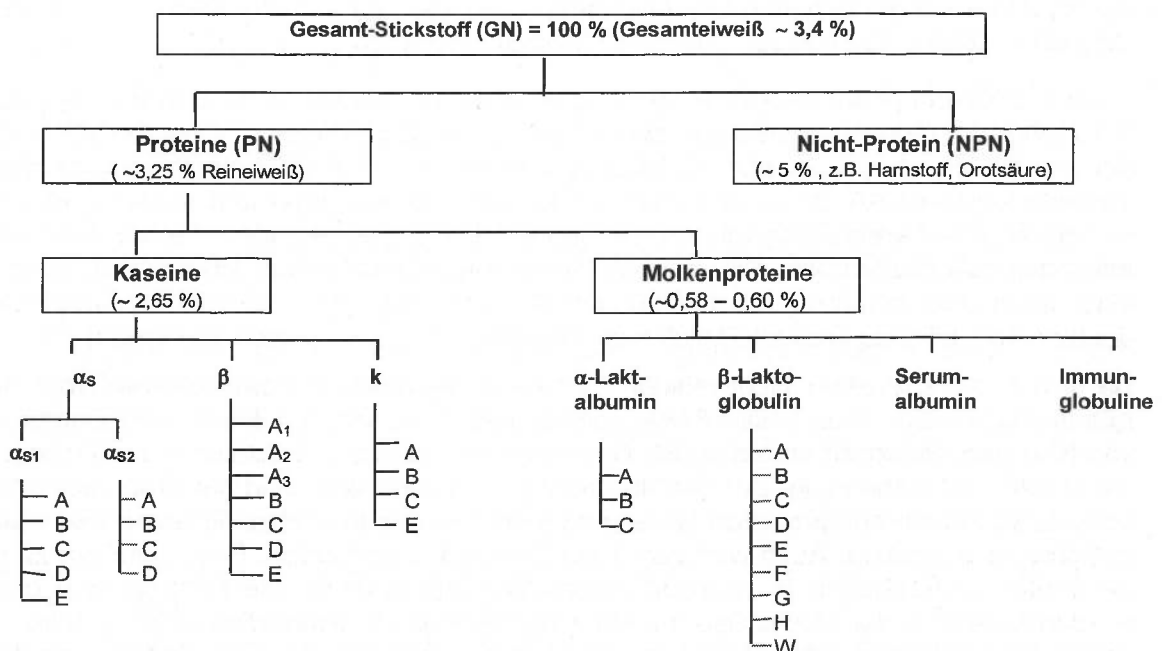 Gesamt-Stickstoff (GN) = 100 % (Gesamteiweiß ~ 3,4 %)
Proteine (PN)
( ~3,25 % Reineiweiß)
Nicht-Protein (NPN)
(~ 5 % , z.B. Harnstoff, Orotsäure)
Kaseine
(~ 2,65 %)
Molkenproteine
(~0,58 – 0,60 %)
αS
β
k
α-Lakt-
albumin
β-Lakto-
globulin
Serum-
albumin
Immun-
globuline
αS1
A
B
C
D
E
αS2
A
B
C
D
A1
A2
A3
B
C
D
E
A
B
C
E
A
B
C
A
B
C
D
E
F
G
H
W